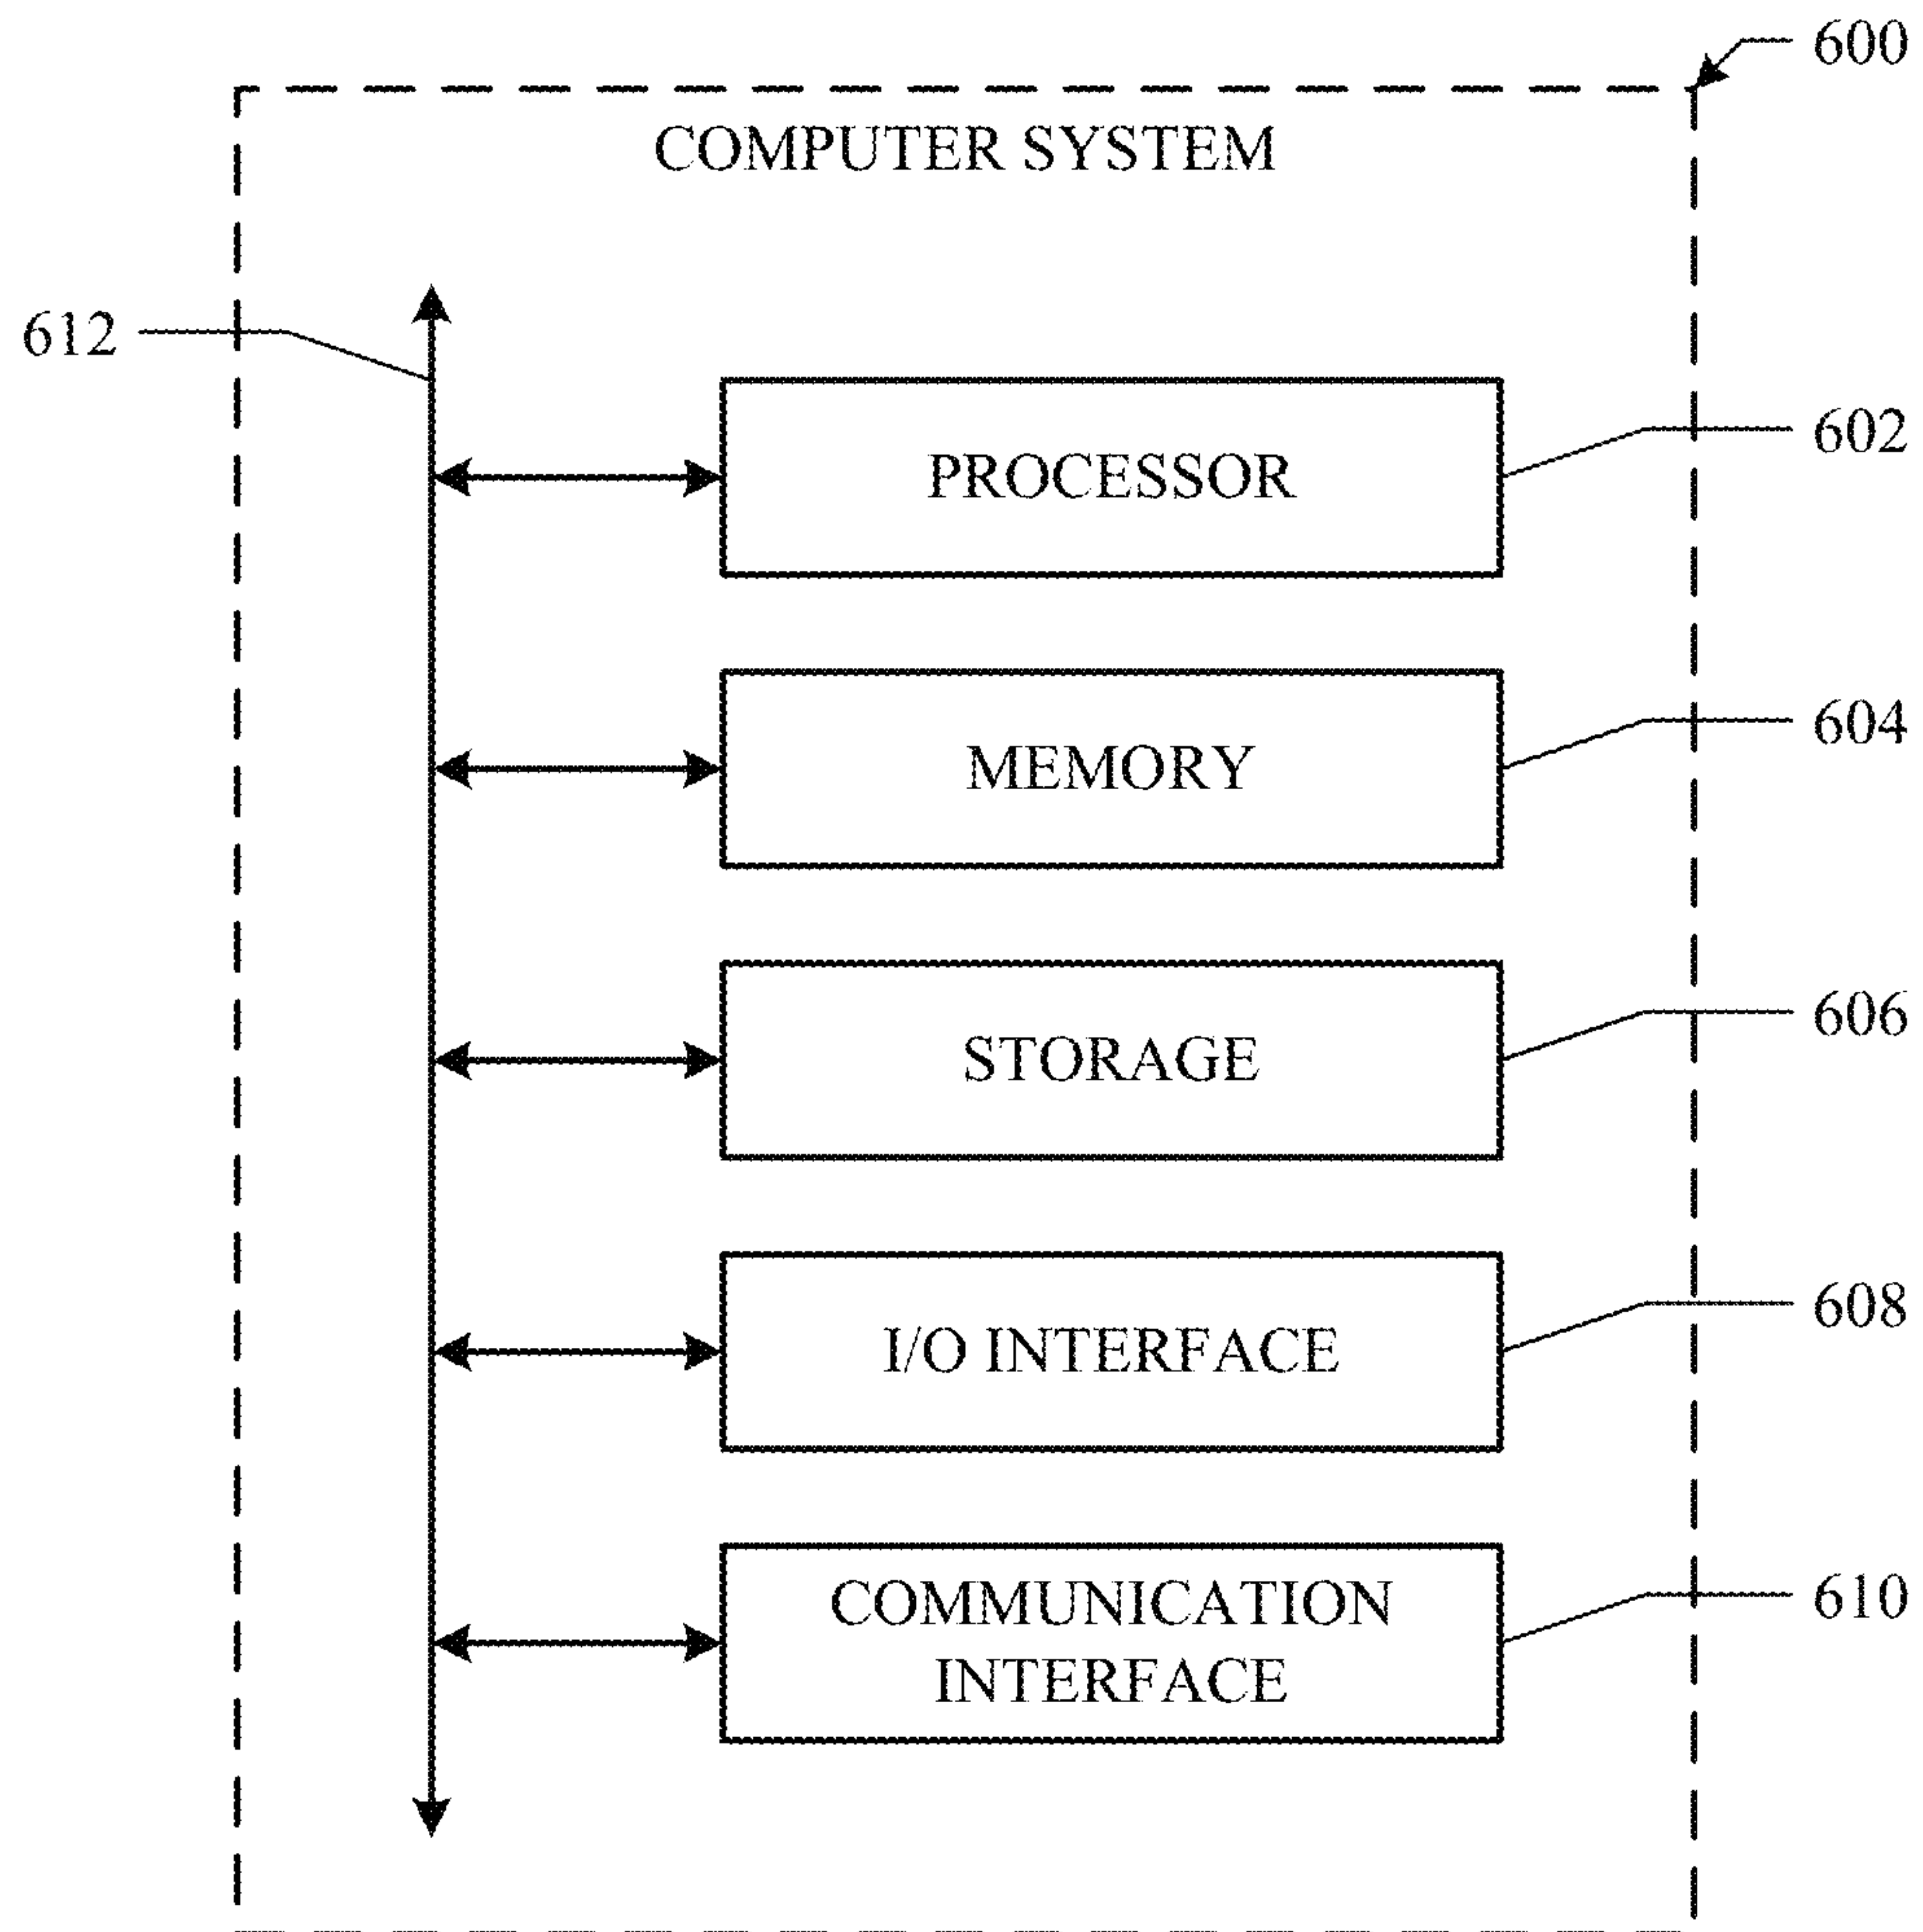 600
COMPUTER SYSTEM
612
PROCESSOR
602
MEMORY
604
STORAGE
606
I/O INTERFACE
608
COMMUNICATION
INTERFACE
610